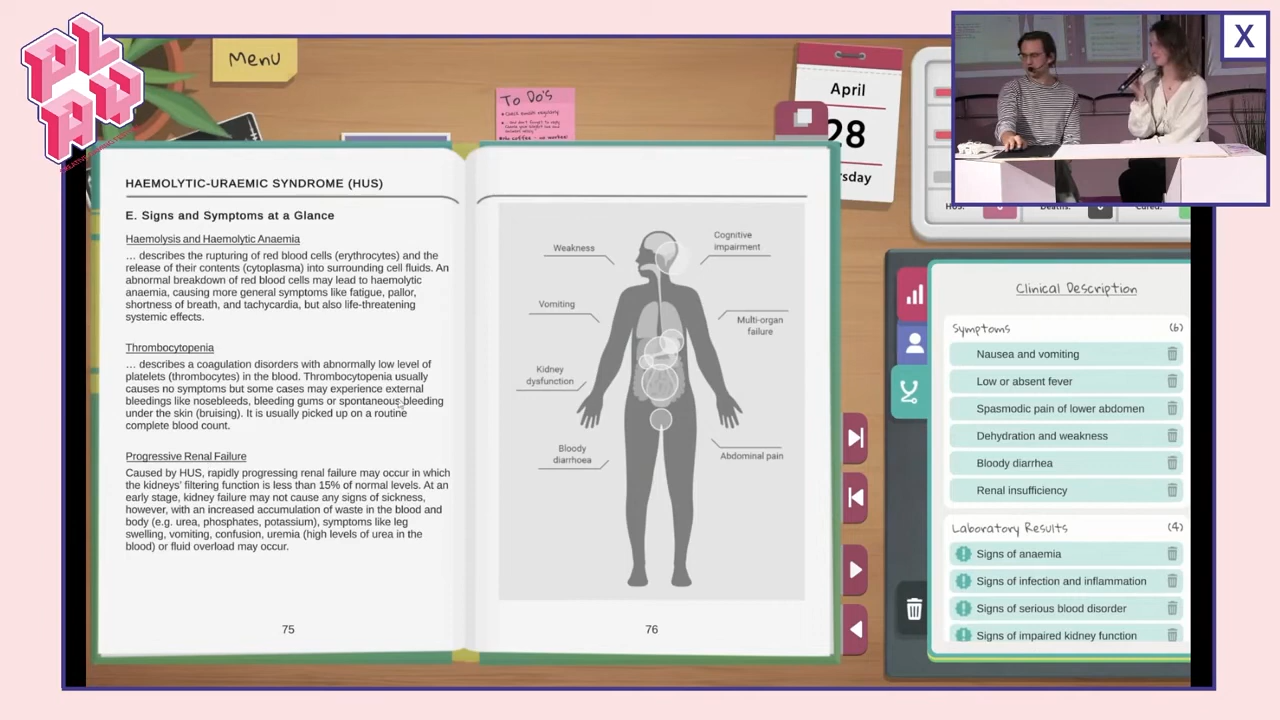 PLAY
Menu
To Do's
X
April
28
HAEMOLYTIC-URAEMIC SYNDROME (HUS)
E. Signs and Symptoms at a Glance
Haemolysis and Haemolytic Anaemia
... describes the rupturing of red blood cells (erythrocytes) and the
release of their contents (cytoplasma) into surrounding cell fluids. An
abnormal breakdown of red blood cells may lead to haemolytic
anaemia, causing more general symptoms like fatigue, pallor,
shortness of breath, and tachycardia, but also life-threatening
systemic effects.
Thrombocytopenia
... describes a coagulation disorders with abnormally low level of
platelets (thrombocytes) in the blood. Thrombocytopenia usually
causes no symptoms but some cases may experience external
bleedings like nosebleeds, bleeding gums or spontaneous bleeding
under the skin (bruising). It is usually picked up on a routine
complete blood count.
Progressive Renal Failure
Caused by HUS, rapidly progressing renal failure may occur in which
the kidneys' filtering function is less than 15% of normal levels. At an
early stage, kidney failure may not cause any signs of sickness,
however, with an increased accumulation of waste in the blood and
body (e.g. urea, phosphates, potassium), symptoms like leg
swelling, vomiting, confusion, uremia (high levels of urea in the
blood) or fluid overload may occur.
75
Weakness
Cognitive
impairment
Vomiting
Multi-organ
failure
Kidney
dysfunction
Bloody
diarrhoea
Abdominal pain
76
Clinical Description
Symptoms (6)
Nausea and vomiting
Low or absent fever
Spasmodic pain of lower abdomen
Dehydration and weakness
Bloody diarrhea
Renal insufficiency
Laboratory Results (4)
Signs of anaemia
Signs of infection and inflammation
Signs of serious blood disorder
Signs of impaired kidney function